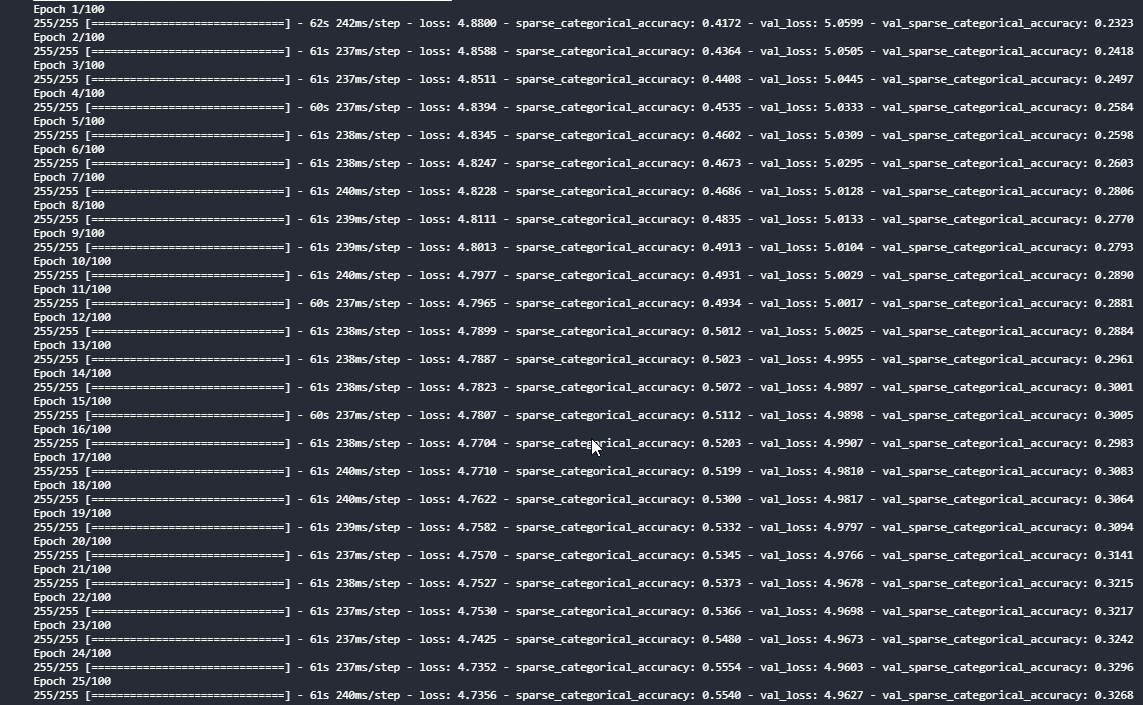 Epoch 1/100
255/255 [==============================] - 62s 242ms/step - loss: 4.8800 - sparse_categorical_accuracy: 0.4172 - val_loss: 5.0599 - val_sparse_categorical_accuracy: 0.2323
Epoch 2/100
255/255 [==============================] - 61s 237ms/step - loss: 4.8588 - sparse_categorical_accuracy: 0.4364 - val_loss: 5.0505 - val_sparse_categorical_accuracy: 0.2418
Epoch 3/100
255/255 [==============================] - 61s 237ms/step - loss: 4.8511 - sparse_categorical_accuracy: 0.4408 - val_loss: 5.0445 - val_sparse_categorical_accuracy: 0.2497
Epoch 4/100
255/255 [==============================] - 60s 237ms/step - loss: 4.8394 - sparse_categorical_accuracy: 0.4535 - val_loss: 5.0333 - val_sparse_categorical_accuracy: 0.2584
Epoch 5/100
255/255 [==============================] - 61s 238ms/step - loss: 4.8345 - sparse_categorical_accuracy: 0.4602 - val_loss: 5.0309 - val_sparse_categorical_accuracy: 0.2598
Epoch 6/100
255/255 [==============================] - 61s 238ms/step - loss: 4.8247 - sparse_categorical_accuracy: 0.4673 - val_loss: 5.0295 - val_sparse_categorical_accuracy: 0.2603
Epoch 7/100
255/255 [==============================] - 61s 240ms/step - loss: 4.8228 - sparse_categorical_accuracy: 0.4686 - val_loss: 5.0128 - val_sparse_categorical_accuracy: 0.2806
Epoch 8/100
255/255 [==============================] - 61s 239ms/step - loss: 4.8111 - sparse_categorical_accuracy: 0.4835 - val_loss: 5.0133 - val_sparse_categorical_accuracy: 0.2770
Epoch 9/100
255/255 [==============================] - 61s 239ms/step - loss: 4.8013 - sparse_categorical_accuracy: 0.4913 - val_loss: 5.0104 - val_sparse_categorical_accuracy: 0.2793
Epoch 10/100
255/255 [==============================] - 61s 240ms/step - loss: 4.7977 - sparse_categorical_accuracy: 0.4931 - val_loss: 5.0029 - val_sparse_categorical_accuracy: 0.2890
Epoch 11/100
255/255 [==============================] - 60s 237ms/step - loss: 4.7965 - sparse_categorical_accuracy: 0.4934 - val_loss: 5.0017 - val_sparse_categorical_accuracy: 0.2881
Epoch 12/100
255/255 [==============================] - 61s 238ms/step - loss: 4.7899 - sparse_categorical_accuracy: 0.5012 - val_loss: 5.0025 - val_sparse_categorical_accuracy: 0.2884
Epoch 13/100
255/255 [==============================] - 61s 238ms/step - loss: 4.7887 - sparse_categorical_accuracy: 0.5023 - val_loss: 4.9955 - val_sparse_categorical_accuracy: 0.2961
Epoch 14/100
255/255 [==============================] - 61s 238ms/step - loss: 4.7823 - sparse_categorical_accuracy: 0.5072 - val_loss: 4.9897 - val_sparse_categorical_accuracy: 0.3001
Epoch 15/100
255/255 [==============================] - 60s 237ms/step - loss: 4.7807 - sparse_categorical_accuracy: 0.5112 - val_loss: 4.9898 - val_sparse_categorical_accuracy: 0.3005
Epoch 16/100
255/255 [==============================] - 61s 238ms/step - loss: 4.7704 - sparse_categorical_accuracy: 0.5203 - val_loss: 4.9907 - val_sparse_categorical_accuracy: 0.2983
Epoch 17/100
255/255 [==============================] - 61s 240ms/step - loss: 4.7710 - sparse_categorical_accuracy: 0.5199 - val_loss: 4.9810 - val_sparse_categorical_accuracy: 0.3083
Epoch 18/100
255/255 [==============================] - 61s 240ms/step - loss: 4.7622 - sparse_categorical_accuracy: 0.5300 - val_loss: 4.9817 - val_sparse_categorical_accuracy: 0.3064
Epoch 19/100
255/255 [==============================] - 61s 239ms/step - loss: 4.7582 - sparse_categorical_accuracy: 0.5332 - val_loss: 4.9797 - val_sparse_categorical_accuracy: 0.3094
Epoch 20/100
255/255 [==============================] - 61s 237ms/step - loss: 4.7570 - sparse_categorical_accuracy: 0.5345 - val_loss: 4.9766 - val_sparse_categorical_accuracy: 0.3141
Epoch 21/100
255/255 [==============================] - 61s 238ms/step - loss: 4.7527 - sparse_categorical_accuracy: 0.5373 - val_loss: 4.9678 - val_sparse_categorical_accuracy: 0.3215
Epoch 22/100
255/255 [==============================] - 61s 237ms/step - loss: 4.7530 - sparse_categorical_accuracy: 0.5366 - val_loss: 4.9698 - val_sparse_categorical_accuracy: 0.3217
Epoch 23/100
255/255 [==============================] - 61s 237ms/step - loss: 4.7425 - sparse_categorical_accuracy: 0.5480 - val_loss: 4.9673 - val_sparse_categorical_accuracy: 0.3242
Epoch 24/100
255/255 [==============================] - 61s 237ms/step - loss: 4.7352 - sparse_categorical_accuracy: 0.5554 - val_loss: 4.9603 - val_sparse_categorical_accuracy: 0.3296
Epoch 25/100
255/255 [==============================] - 61s 240ms/step - loss: 4.7356 - sparse_categorical_accuracy: 0.5540 - val_loss: 4.9627 - val_sparse_categorical_accuracy: 0.3268